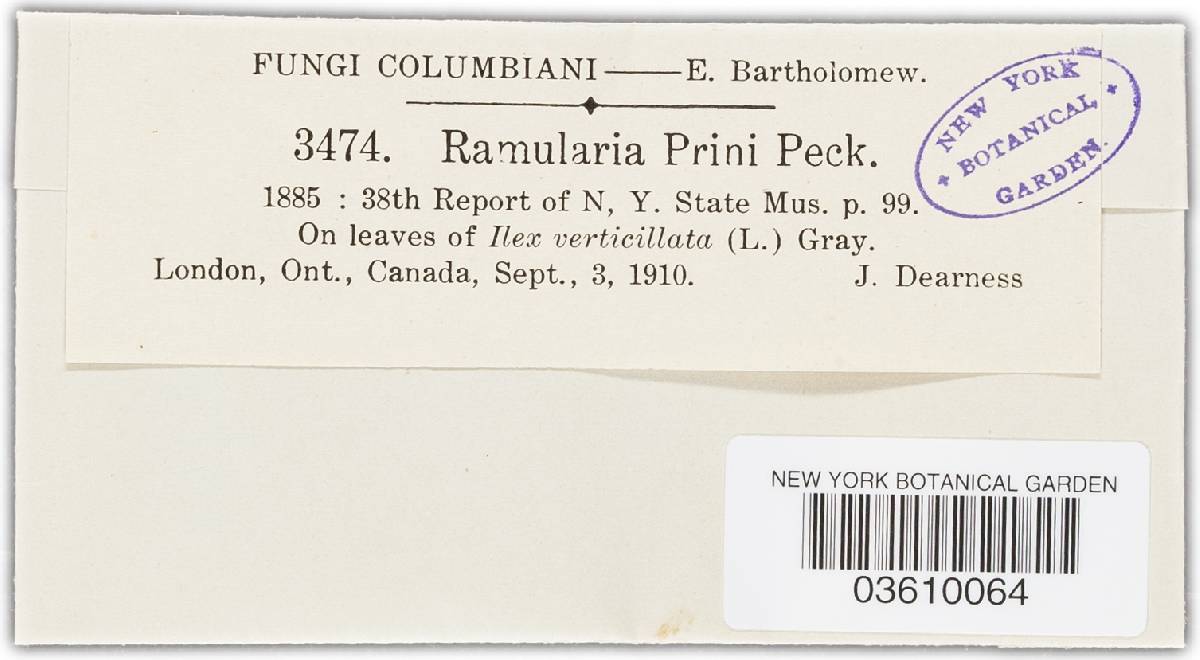 FUNGI COLUMBIANI——E. Bartholomew.
3474. Ramularia Prini Peck.
1885 : 38th Report of N, Y. State Mus. p. 99.
On leaves of Ilex verticillata (L.) Gray.
London, Ont., Canada, Sept., 3, 1910. J. Dearness
NEW YORK
BOTANICAL
GARDEN.
NEW YORK BOTANICAL GARDEN
03610064